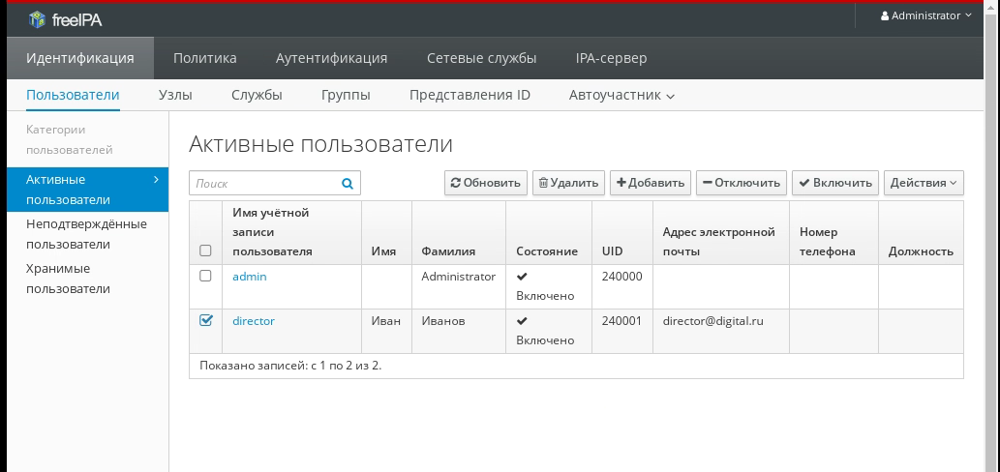 freeIPA
Administrator
Идентификация Политика Аутентификация Сетевые службы IPA-сервер
Пользователи Узлы Службы Группы Представления ID Автоучастник
Категории
пользователей
Активные
пользователи
Неподтверждённые
пользователи
Хранимые
пользователи
Активные пользователи
Поиск
Обновить Удалить Добавить Отключить Включить Действия
Имя учётной
записи
пользователя
Имя
Фамилия
Состояние
UID
Адрес электронной
почты
Номер
телефона
Должность
admin Administrator Включено 240000
director Иван Иванов Включено 240001 director@digital.ru
Показано записей: с 1 по 2 из 2.